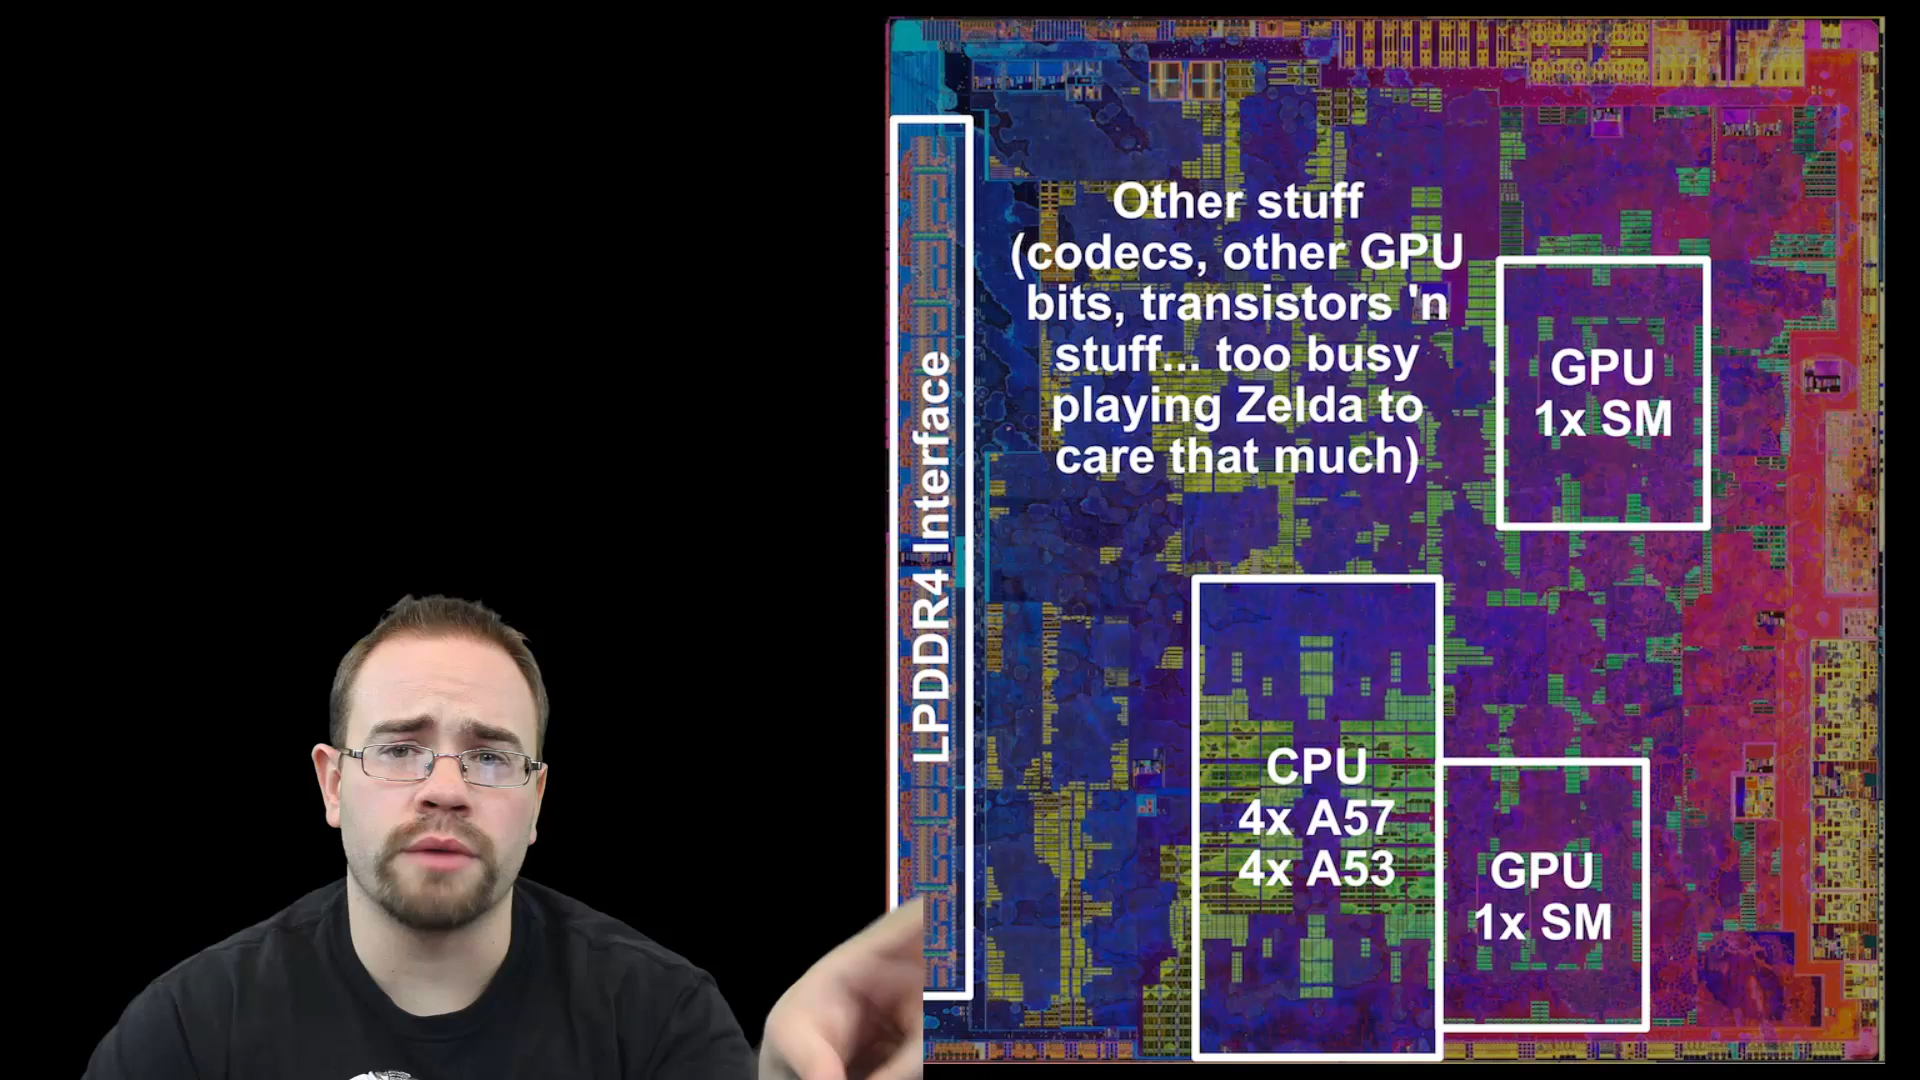 LPDDR4 Interface
Other stuff
(codecs, other GPU
bits, transistors 'n
stuff... too busy
playing Zelda to
care that much)
GPU
1x SM
CPU
4x A57
4x A53
GPU
1x SM